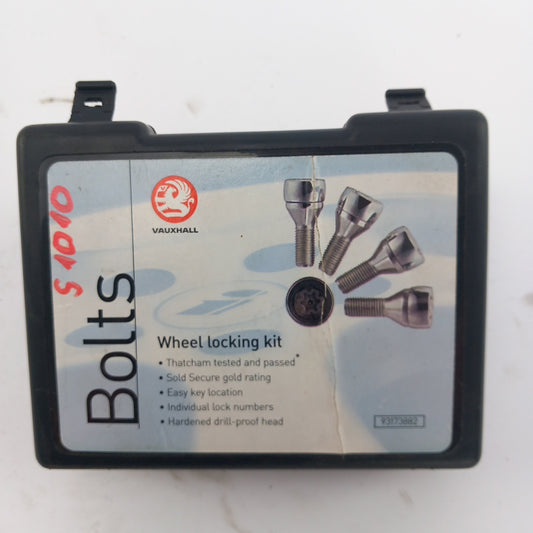 S1010
VAUXHALL
Bolts
Wheel locking kit
• Thatcham tested and passed*
• Sold Secure gold rating
• Easy key location
• Individual lock numbers
• Hardened drill-proof head
93173882